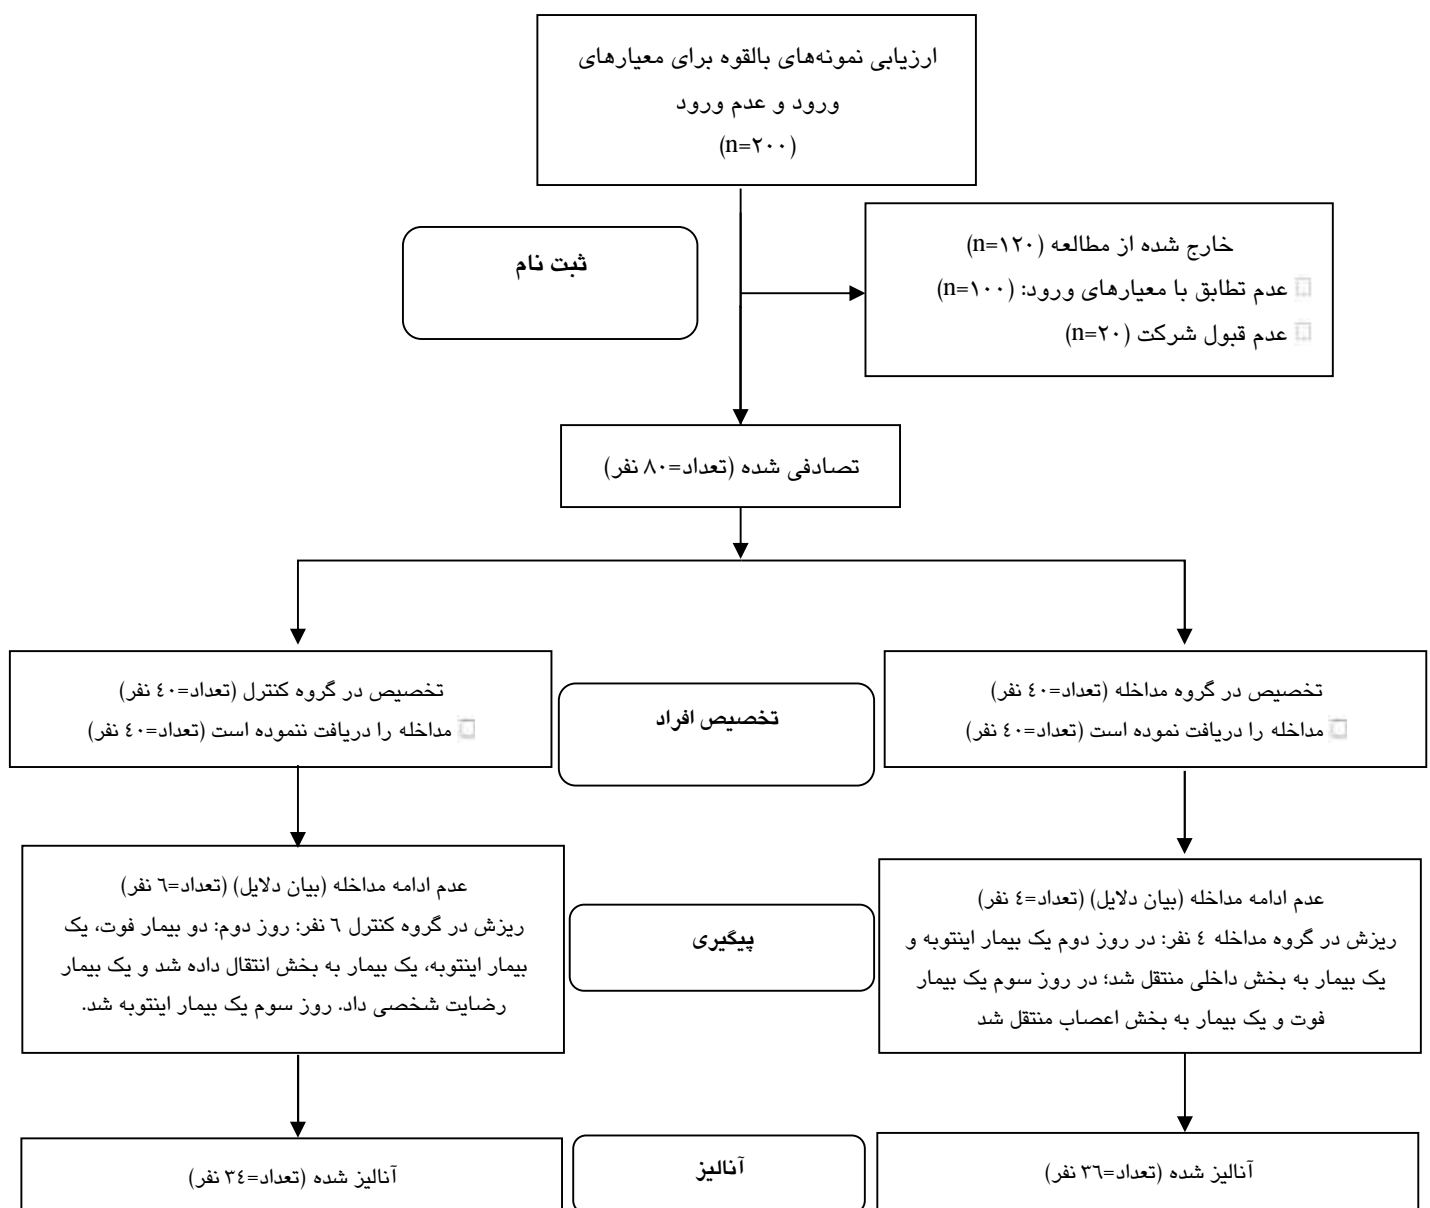 ارزیابی نمونه‌های بالقوه برای معیارهای
ورود و عدم ورود
(n=۲۰۰)
ثبت نام
خارج شده از مطالعه (n=۱۲۰)
عدم تطابق با معیارهای ورود: (n=۱۰۰)
عدم قبول شرکت (n=۲۰)
تصادفی شده (تعداد=۸۰ نفر)
تخصیص در گروه مداخله (تعداد=٤۰ نفر)
مداخله را دریافت نموده است (تعداد=٤۰ نفر)
تخصیص افراد
تخصیص در گروه کنترل (تعداد=٤۰ نفر)
مداخله را دریافت ننموده است (تعداد=٤۰ نفر)
عدم ادامه مداخله (بیان دلایل) (تعداد=٤ نفر)
ریزش در گروه مداخله ٤ نفر: در روز دوم یک بیمار اینتوبه و
یک بیمار به بخش داخلی منتقل شد؛ در روز سوم یک بیمار
فوت و یک بیمار به بخش اعصاب منتقل شد
پیگیری
عدم ادامه مداخله (بیان دلایل) (تعداد=٦ نفر)
ریزش در گروه کنترل ٦ نفر: روز دوم: دو بیمار فوت، یک
بیمار اینتوبه، یک بیمار به بخش انتقال داده شد و یک بیمار
رضایت شخصی داد. روز سوم یک بیمار اینتوبه شد.
آنالیز شده (تعداد=۳٦ نفر)
آنالیز
آنالیز شده (تعداد=۳٤ نفر)